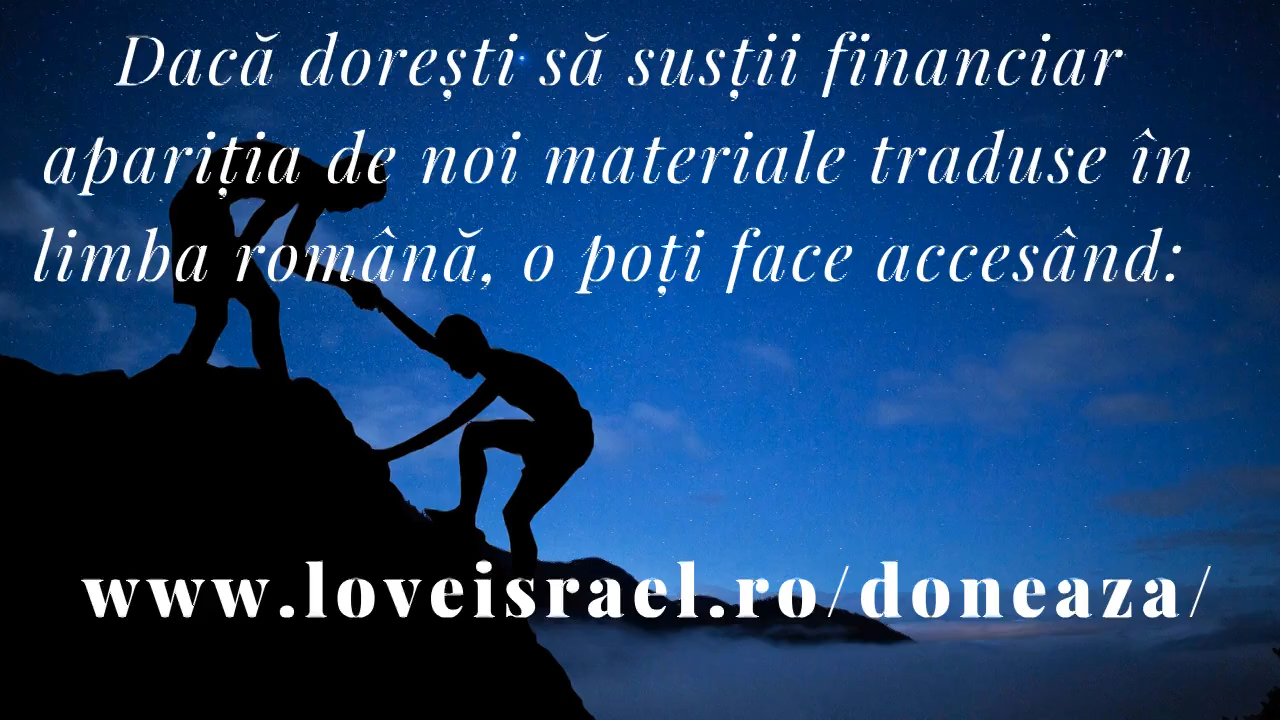 Dacă dorești să susții financiar
apariția de noi materiale traduse în
limba română, o poți face accesând:
www.loveisrael.ro/doneaza/